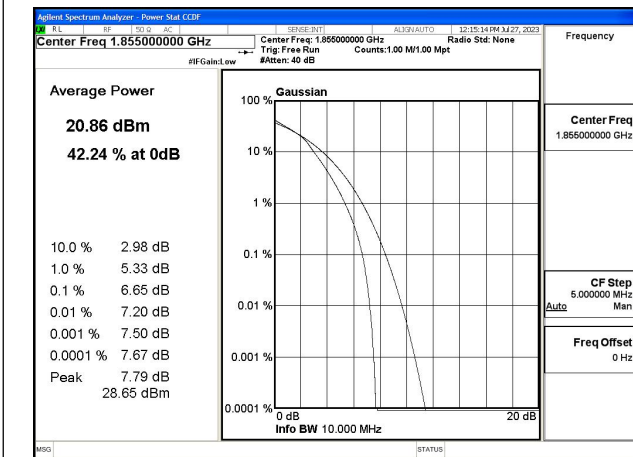 Agilent Spectrum Analyzer - Power Stat CCDF
RL RF 50 Ω AC SENSE:INT ALIGN AUTO 12:15:14 PM Jul 27, 2023
Center Freq 1.855000000 GHz
Center Freq: 1.855000000 GHz Radio Std: None
Trig: Free Run Counts:1.00 M/1.00 Mpt
#IFGain:Low #Atten: 40 dB
Average Power
20.86 dBm
42.24 % at 0dB
10.0 % 2.98 dB
1.0 % 5.33 dB
0.1 % 6.65 dB
0.01 % 7.20 dB
0.001 % 7.50 dB
0.0001 % 7.67 dB
Peak 7.79 dB
28.65 dBm
Gaussian
100 %
10 %
1 %
0.1 %
0.01 %
0.001 %
0.0001 %
0 dB 20 dB
Info BW 10.000 MHz
Frequency
Center Freq
1.855000000 GHz
CF Step
5.000000 MHz
Auto Man
Freq Offset
0 Hz
MSG STATUS